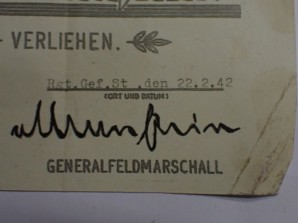 VERLIEHEN.
Rgt.Gef.St.,den 22.2.42
(ORT UND DATUM)
GENERALFELDMARSCHALL